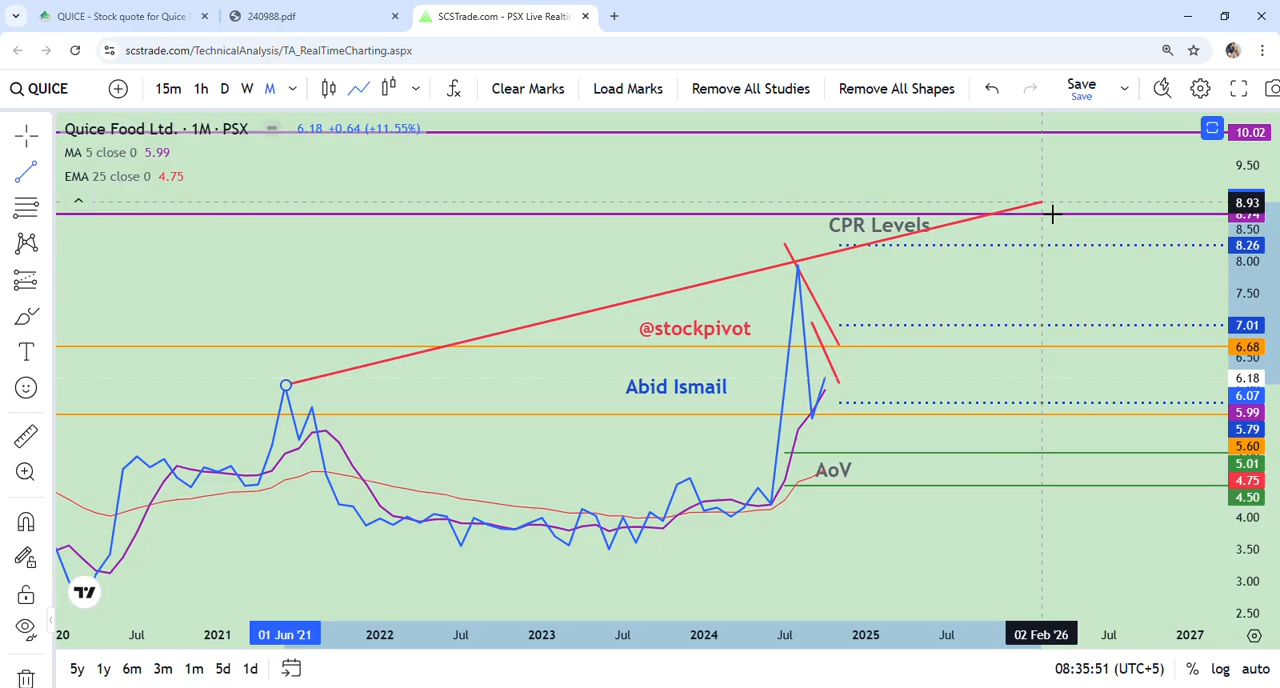 QUICE - Stock quote for Quice
240988.pdf
SCSTrade.com - PSX Live Realtin
scstrade.com/TechnicalAnalysis/TA_RealTimeCharting.aspx
QUICE 15m 1h D W M Clear Marks Load Marks Remove All Studies Remove All Shapes Save
Save
Quice Food Ltd. · 1M · PSX 6.18 +0.64 (+11.55%)
MA 5 close 0 5.99
EMA 25 close 0 4.75
10.02
9.50
8.93
8.74
CPR Levels
8.50
8.26
8.00
7.50
@stockpivot
7.01
6.68
6.50
6.18
Abid Ismail
6.07
5.99
5.79
5.60
5.01
AoV
4.75
4.50
4.00
3.50
3.00
2.50
20 Jul 2021 01 Jun '21 2022 Jul 2023 Jul 2024 Jul 2025 Jul 02 Feb '26 Jul 2027
5y 1y 6m 3m 1m 5d 1d 08:35:51 (UTC+5) % log auto